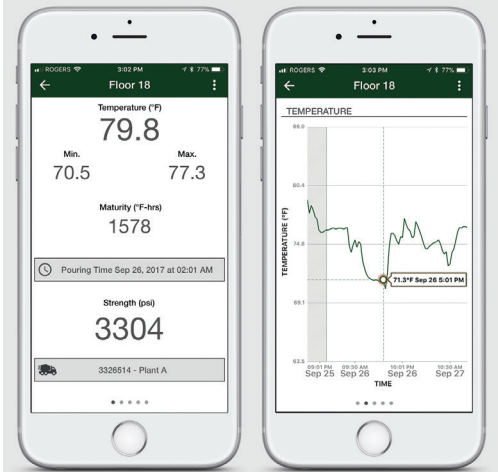 ROGERS 3:02 PM 77%
Floor 18
Temperature (°F)
79.8
Min. Max.
70.5 77.3
Maturity (°F-hrs)
1578
Pouring Time Sep 26, 2017 at 02:01 AM
Strength (psi)
3304
3326514 - Plant A
ROGERS 3:03 PM 77%
Floor 18
TEMPERATURE
86.0
80.4
74.8
69.1
63.5
TEMPERATURE (°F)
71.3°F Sep 26 5:01 PM
09:01 PM 09:30 AM 10:01 PM 10:30 AM
Sep 25 Sep 26 Sep 26 Sep 27
TIME